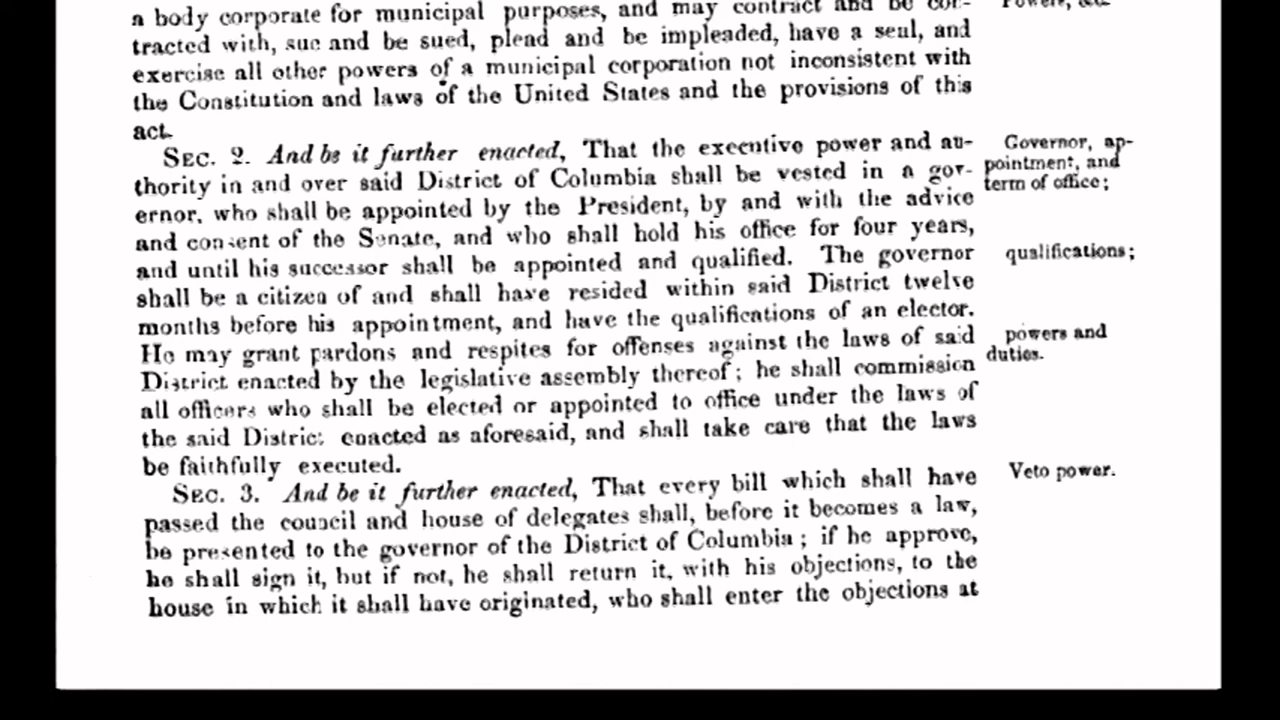 a body corporate for municipal purposes, and may contract and be con-
tracted with, sue and be sued, plead and be impleaded, have a seal, and
exercise all other powers of a municipal corporation not inconsistent with
the Constitution and laws of the United States and the provisions of this
act.
SEC. 2. And be it further enacted, That the executive power and au-
thority in and over said District of Columbia shall be vested in a gov-
ernor, who shall be appointed by the President, by and with the advice
and consent of the Senate, and who shall hold his office for four years,
and until his successor shall be appointed and qualified. The governor
shall be a citizen of and shall have resided within said District twelve
months before his appointment, and have the qualifications of an elector.
He may grant pardons and respites for offenses against the laws of said
District enacted by the legislative assembly thereof; he shall commission
all officers who shall be elected or appointed to office under the laws of
the said District enacted as aforesaid, and shall take care that the laws
be faithfully executed.
SEC. 3. And be it further enacted, That every bill which shall have
passed the council and house of delegates shall, before it becomes a law,
be presented to the governor of the District of Columbia; if he approve,
he shall sign it, but if not, he shall return it, with his objections, to the
house in which it shall have originated, who shall enter the objections at
Powers, &c.
Governor, ap-
pointment, and
term of office;
qualifications;
powers and
duties.
Veto power.